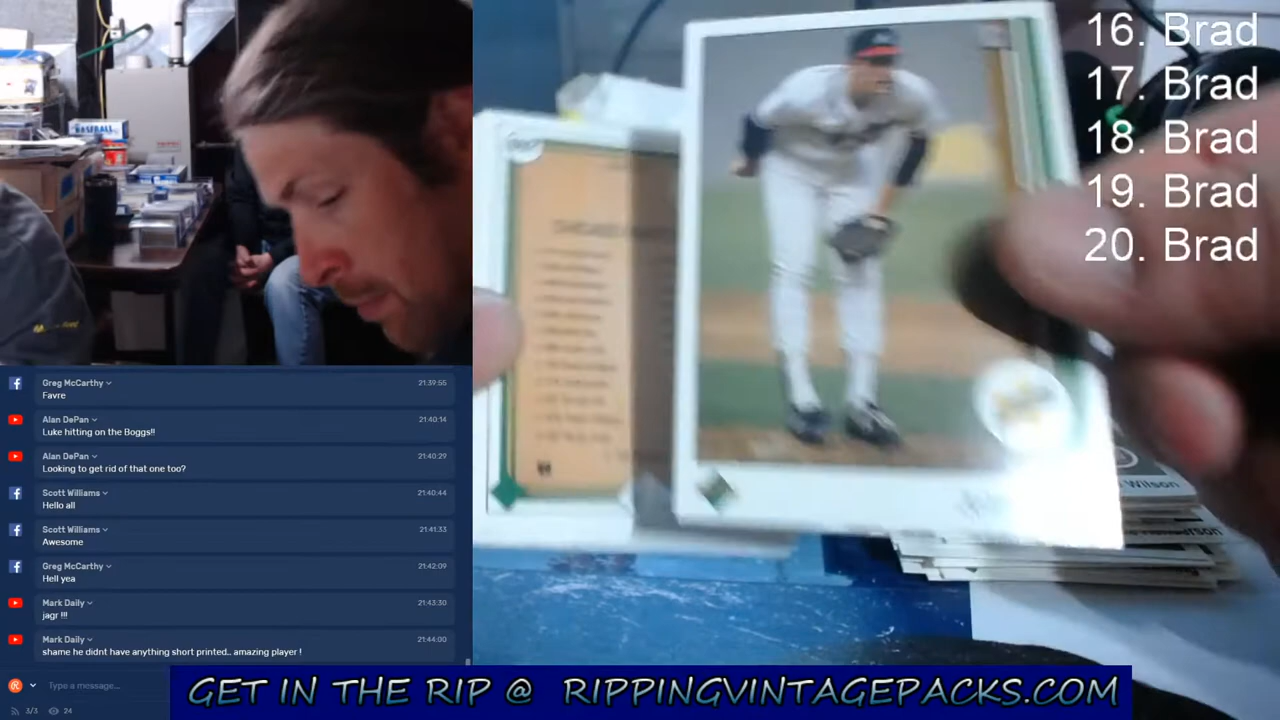 16. Brad
17. Brad
18. Brad
19. Brad
20. Brad
BASEBALL
Wilson
Greg McCarthy 21:39:55
Favre
Alan DePan 21:40:14
Luke hitting on the Boggs!!
Alan DePan 21:40:29
Looking to get rid of that one too?
Scott Williams 21:40:44
Hello all
Scott Williams 21:41:33
Awesome
Greg McCarthy 21:42:09
Hell yea
Mark Daily 21:43:30
jagr !!!
Mark Daily 21:44:00
shame he didnt have anything short printed.. amazing player !
Type a message...
3/3 24
GET IN THE RIP @ RIPPINGVINTAGEPACKS.COM